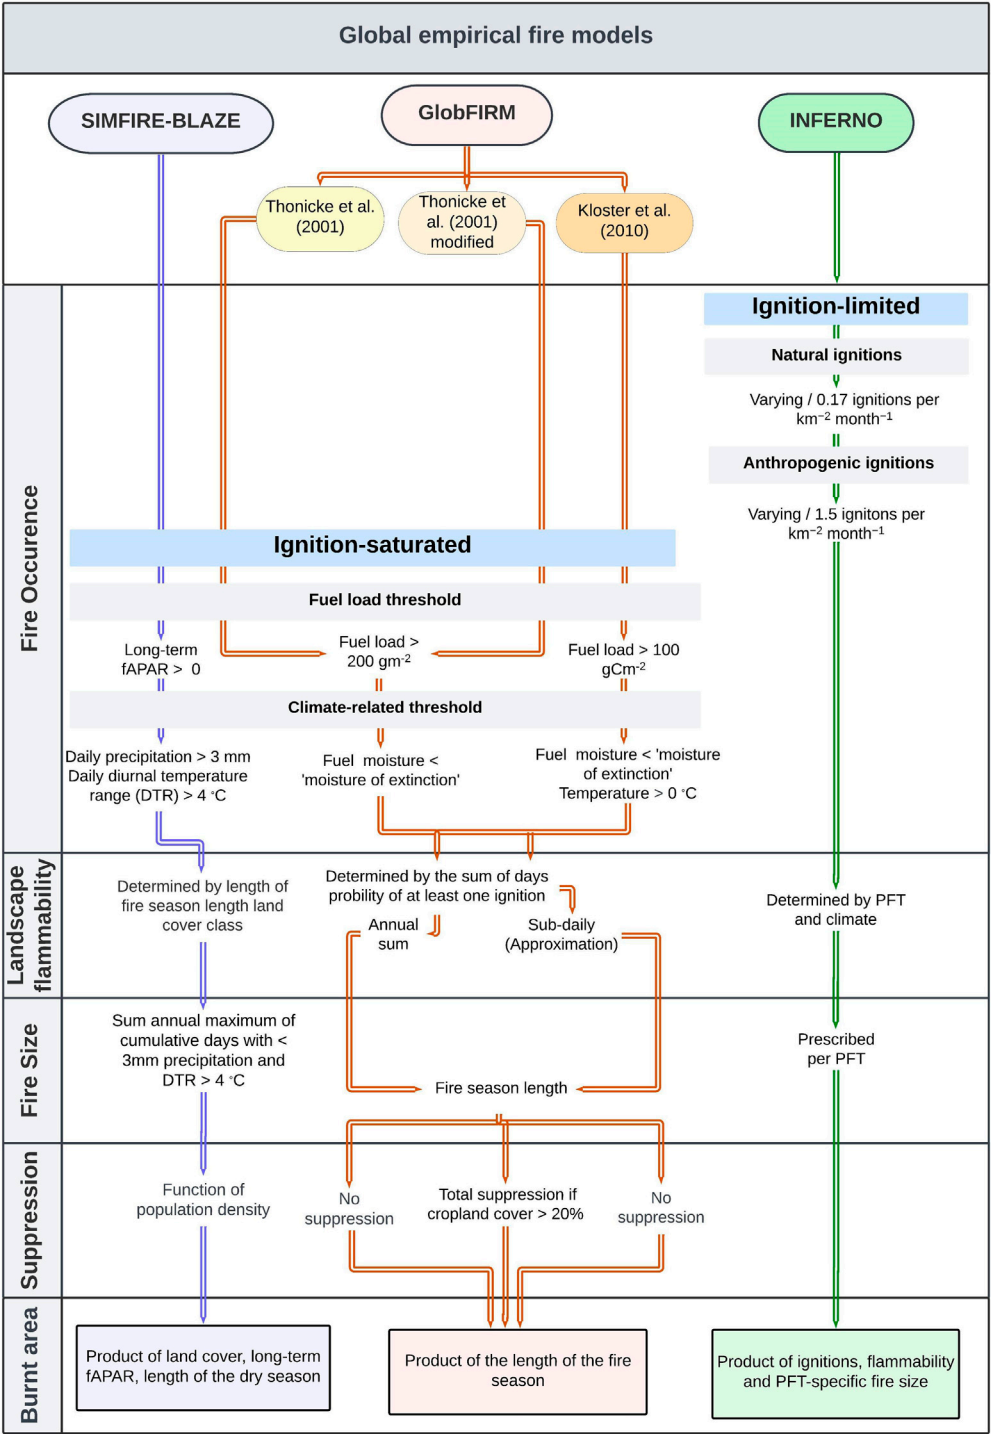 Global empirical fire models
SIMFIRE-BLAZE
GlobFIRM
INFERNO
Thonicke et al.
(2001)
Thonicke et
al. (2001)
modified
Kloster et al.
(2010)
Fire Occurence
Ignition-limited
Natural ignitions
Varying / 0.17 ignitions per
km⁻² month⁻¹
Anthropogenic ignitions
Varying / 1.5 ignitons per
km⁻² month⁻¹
Ignition-saturated
Fuel load threshold
Long-term
fAPAR > 0
Fuel load >
200 gm⁻²
Fuel load > 100
gCm⁻²
Climate-related threshold
Daily precipitation > 3 mm
Daily diurnal temperature
range (DTR) > 4 °C
Fuel moisture <
'moisture of extinction'
Fuel moisture < 'moisture
of extinction'
Temperature > 0 °C
Landscape
flammability
Determined by length of
fire season length land
cover class
Determined by the sum of days
probility of at least one ignition
Annual
sum
Sub-daily
(Approximation)
Determined by PFT
and climate
Fire Size
Sum annual maximum of
cumulative days with <
3mm precipitation and
DTR > 4 °C
Fire season length
Prescribed
per PFT
Suppression
Function of
population density
No
suppression
Total suppression if
cropland cover > 20%
No
suppression
Burnt area
Product of land cover, long-term
fAPAR, length of the dry season
Product of the length of the fire
season
Product of ignitions, flammability
and PFT-specific fire size